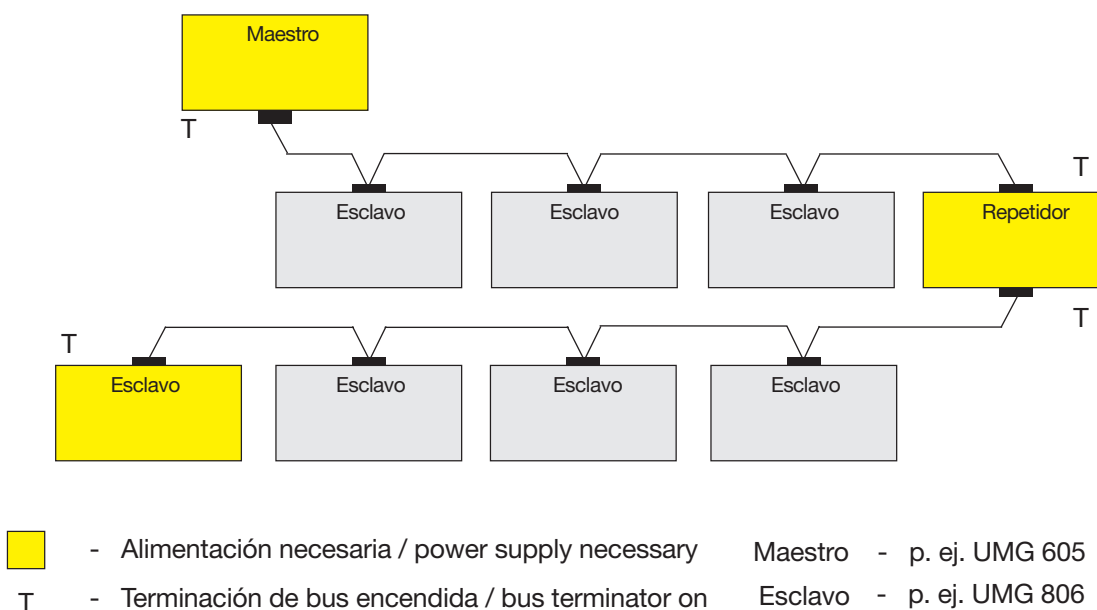 Maestro
T
T
Esclavo
Esclavo
Esclavo
Repetidor
T
T
Esclavo
Esclavo
Esclavo
Esclavo
- Alimentación necesaria / power supply necessary
Maestro - p. ej. UMG 605
T - Terminación de bus encendida / bus terminator on
Esclavo - p. ej. UMG 806